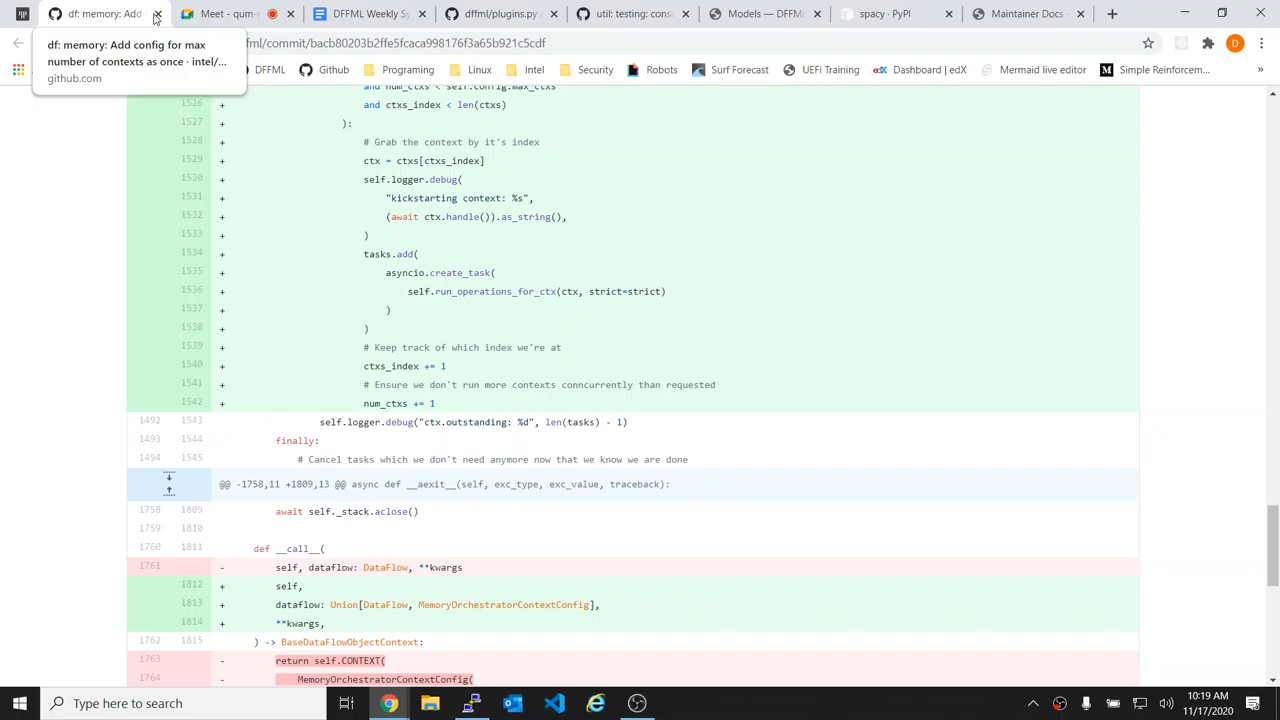 df: memory: Add
Meet - qum-r
DFFML Weekly Sy
dffml/plugins.py
util: testing: cons
Models — DFFML
spacy · PyPI
Maintainer Docs
df: memory: Add config for max
number of contexts as once · intel/...
github.com
fml/commit/bacb80203b2ffe5fcaca998176f3a65b921c5cdf
D
DFFML
Github
Programing
Linux
Intel
Security
Robots
Surf Forecast
UEFI Training
Dashboard | edX
Mermaid live editor
Simple Reinforcem...
»
and num_ctxs < self.config.max_ctxs
1526 + and ctxs_index < len(ctxs)
1527 + ):
1528 + # Grab the context by it's index
1529 + ctx = ctxs[ctxs_index]
1530 + self.logger.debug(
1531 + "kickstarting context: %s",
1532 + (await ctx.handle()).as_string(),
1533 + )
1534 + tasks.add(
1535 + asyncio.create_task(
1536 + self.run_operations_for_ctx(ctx, strict=strict)
1537 + )
1538 + )
1539 + # Keep track of which index we're at
1540 + ctxs_index += 1
1541 + # Ensure we don't run more contexts conncurrently than requested
1542 + num_ctxs += 1
1492 1543 self.logger.debug("ctx.outstanding: %d", len(tasks) - 1)
1493 1544 finally:
1494 1545 # Cancel tasks which we don't need anymore now that we know we are done
@@ -1758,11 +1809,13 @@ async def __aexit__(self, exc_type, exc_value, traceback):
1758 1809 await self._stack.aclose()
1759 1810
1760 1811 def __call__(
1761 - self, dataflow: DataFlow, **kwargs
1812 + self,
1813 + dataflow: Union[DataFlow, MemoryOrchestratorContextConfig],
1814 + **kwargs,
1762 1815 ) -> BaseDataFlowObjectContext:
1763 - return self.CONTEXT(
1764 - MemoryOrchestratorContextConfig(
Type here to search
10:19 AM
11/17/2020